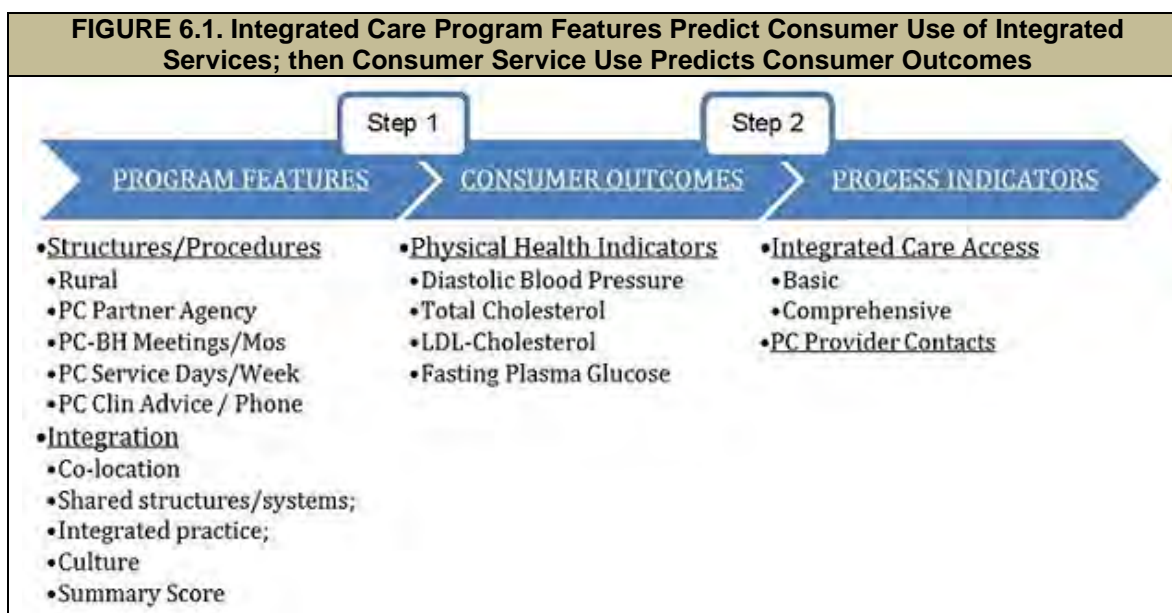 FIGURE 6.1. Integrated Care Program Features Predict Consumer Use of Integrated
Services; then Consumer Service Use Predicts Consumer Outcomes
Step 1
Step 2
PROGRAM FEATURES
CONSUMER OUTCOMES
PROCESS INDICATORS
•Structures/Procedures
•Rural
•PC Partner Agency
•PC-BH Meetings/Mos
•PC Service Days/Week
•PC Clin Advice / Phone
•Integration
•Co-location
•Shared structures/systems;
•Integrated practice;
•Culture
•Summary Score
•Physical Health Indicators
•Diastolic Blood Pressure
•Total Cholesterol
•LDL-Cholesterol
•Fasting Plasma Glucose
•Integrated Care Access
•Basic
•Comprehensive
•PC Provider Contacts